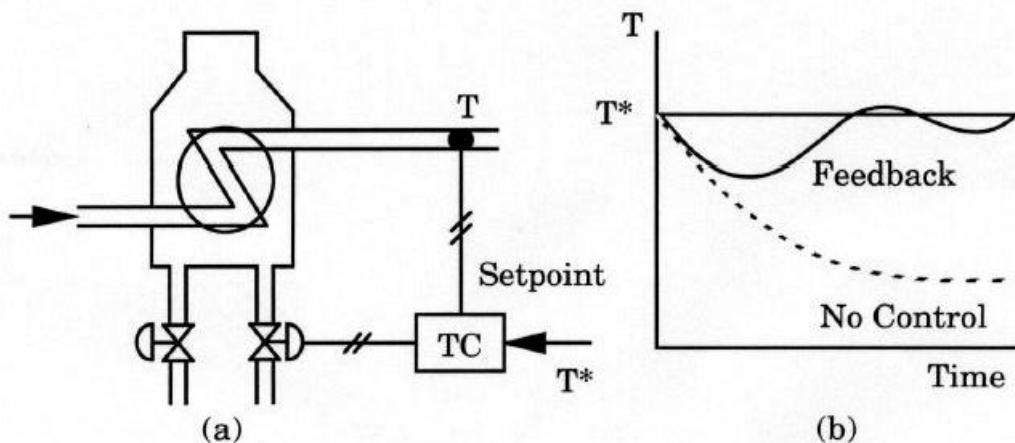 T
Setpoint
TC
T*
(a)
T
T*
Feedback
No Control
Time
(b)